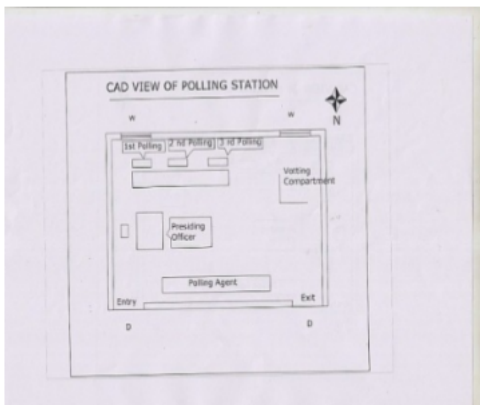 CAD VIEW OF POLLING STATION
W
W
N
1st Polling
2 nd Polling
3 rd Polling
Voiting
Compartment
Presiding
Officer
Polling Agent
Entry
Exit
D
D